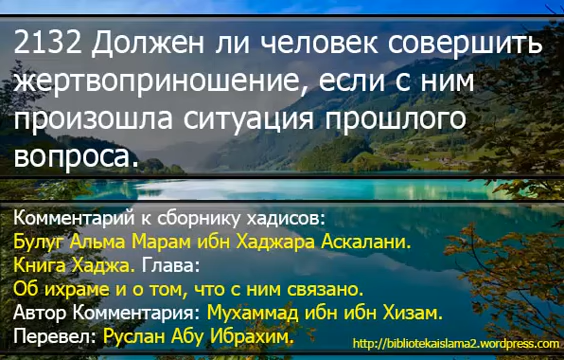 2132 Должен ли человек совершить
жертвоприношение, если с ним
произошла ситуация прошлого
вопроса.
Комментарий к сборнику хадисов:
Булуг Альма Марам ибн Хаджара Аскалани.
Книга Хаджа. Глава:
Об ихраме и о том, что с ним связано.
Автор Комментария: Мухаммад ибн ибн Хизам.
Перевел: Руслан Абу Ибрахим.
http://bibliotekaislama2.wordpress.com